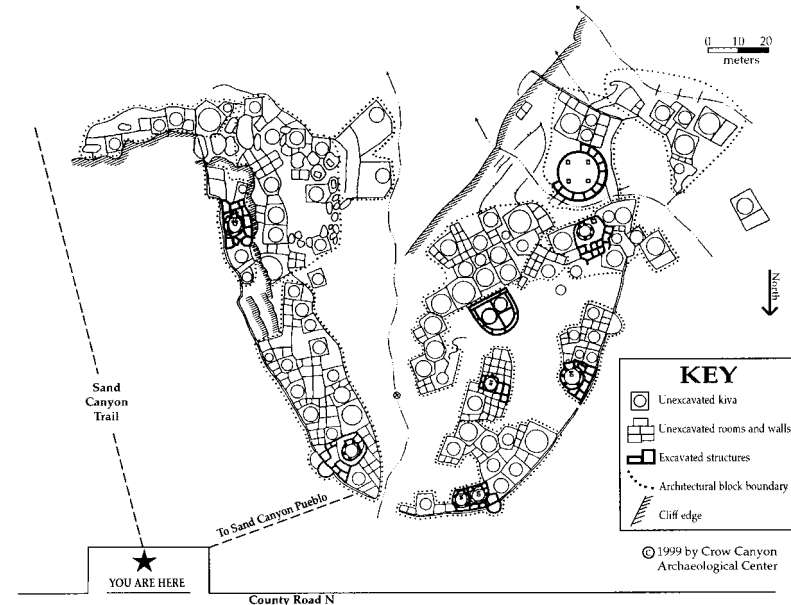 0 10 20
meters
North
Sand
Canyon
Trail
KEY
Unexcavated kiva
Unexcavated rooms and walls
Excavated structures
Architectural block boundary
Cliff edge
To Sand Canyon Pueblo
YOU ARE HERE
County Road N
© 1999 by Crow Canyon
Archaeological Center